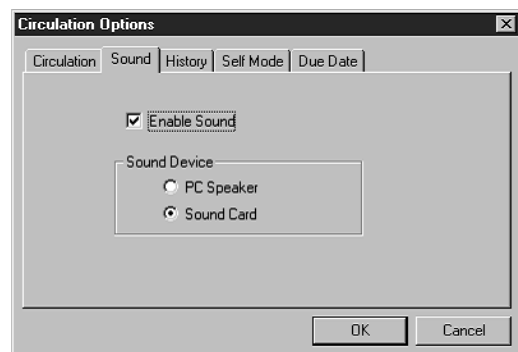 Circulation Options
Circulation Sound History Self Mode Due Date
Enable Sound
Sound Device
PC Speaker
Sound Card
OK Cancel